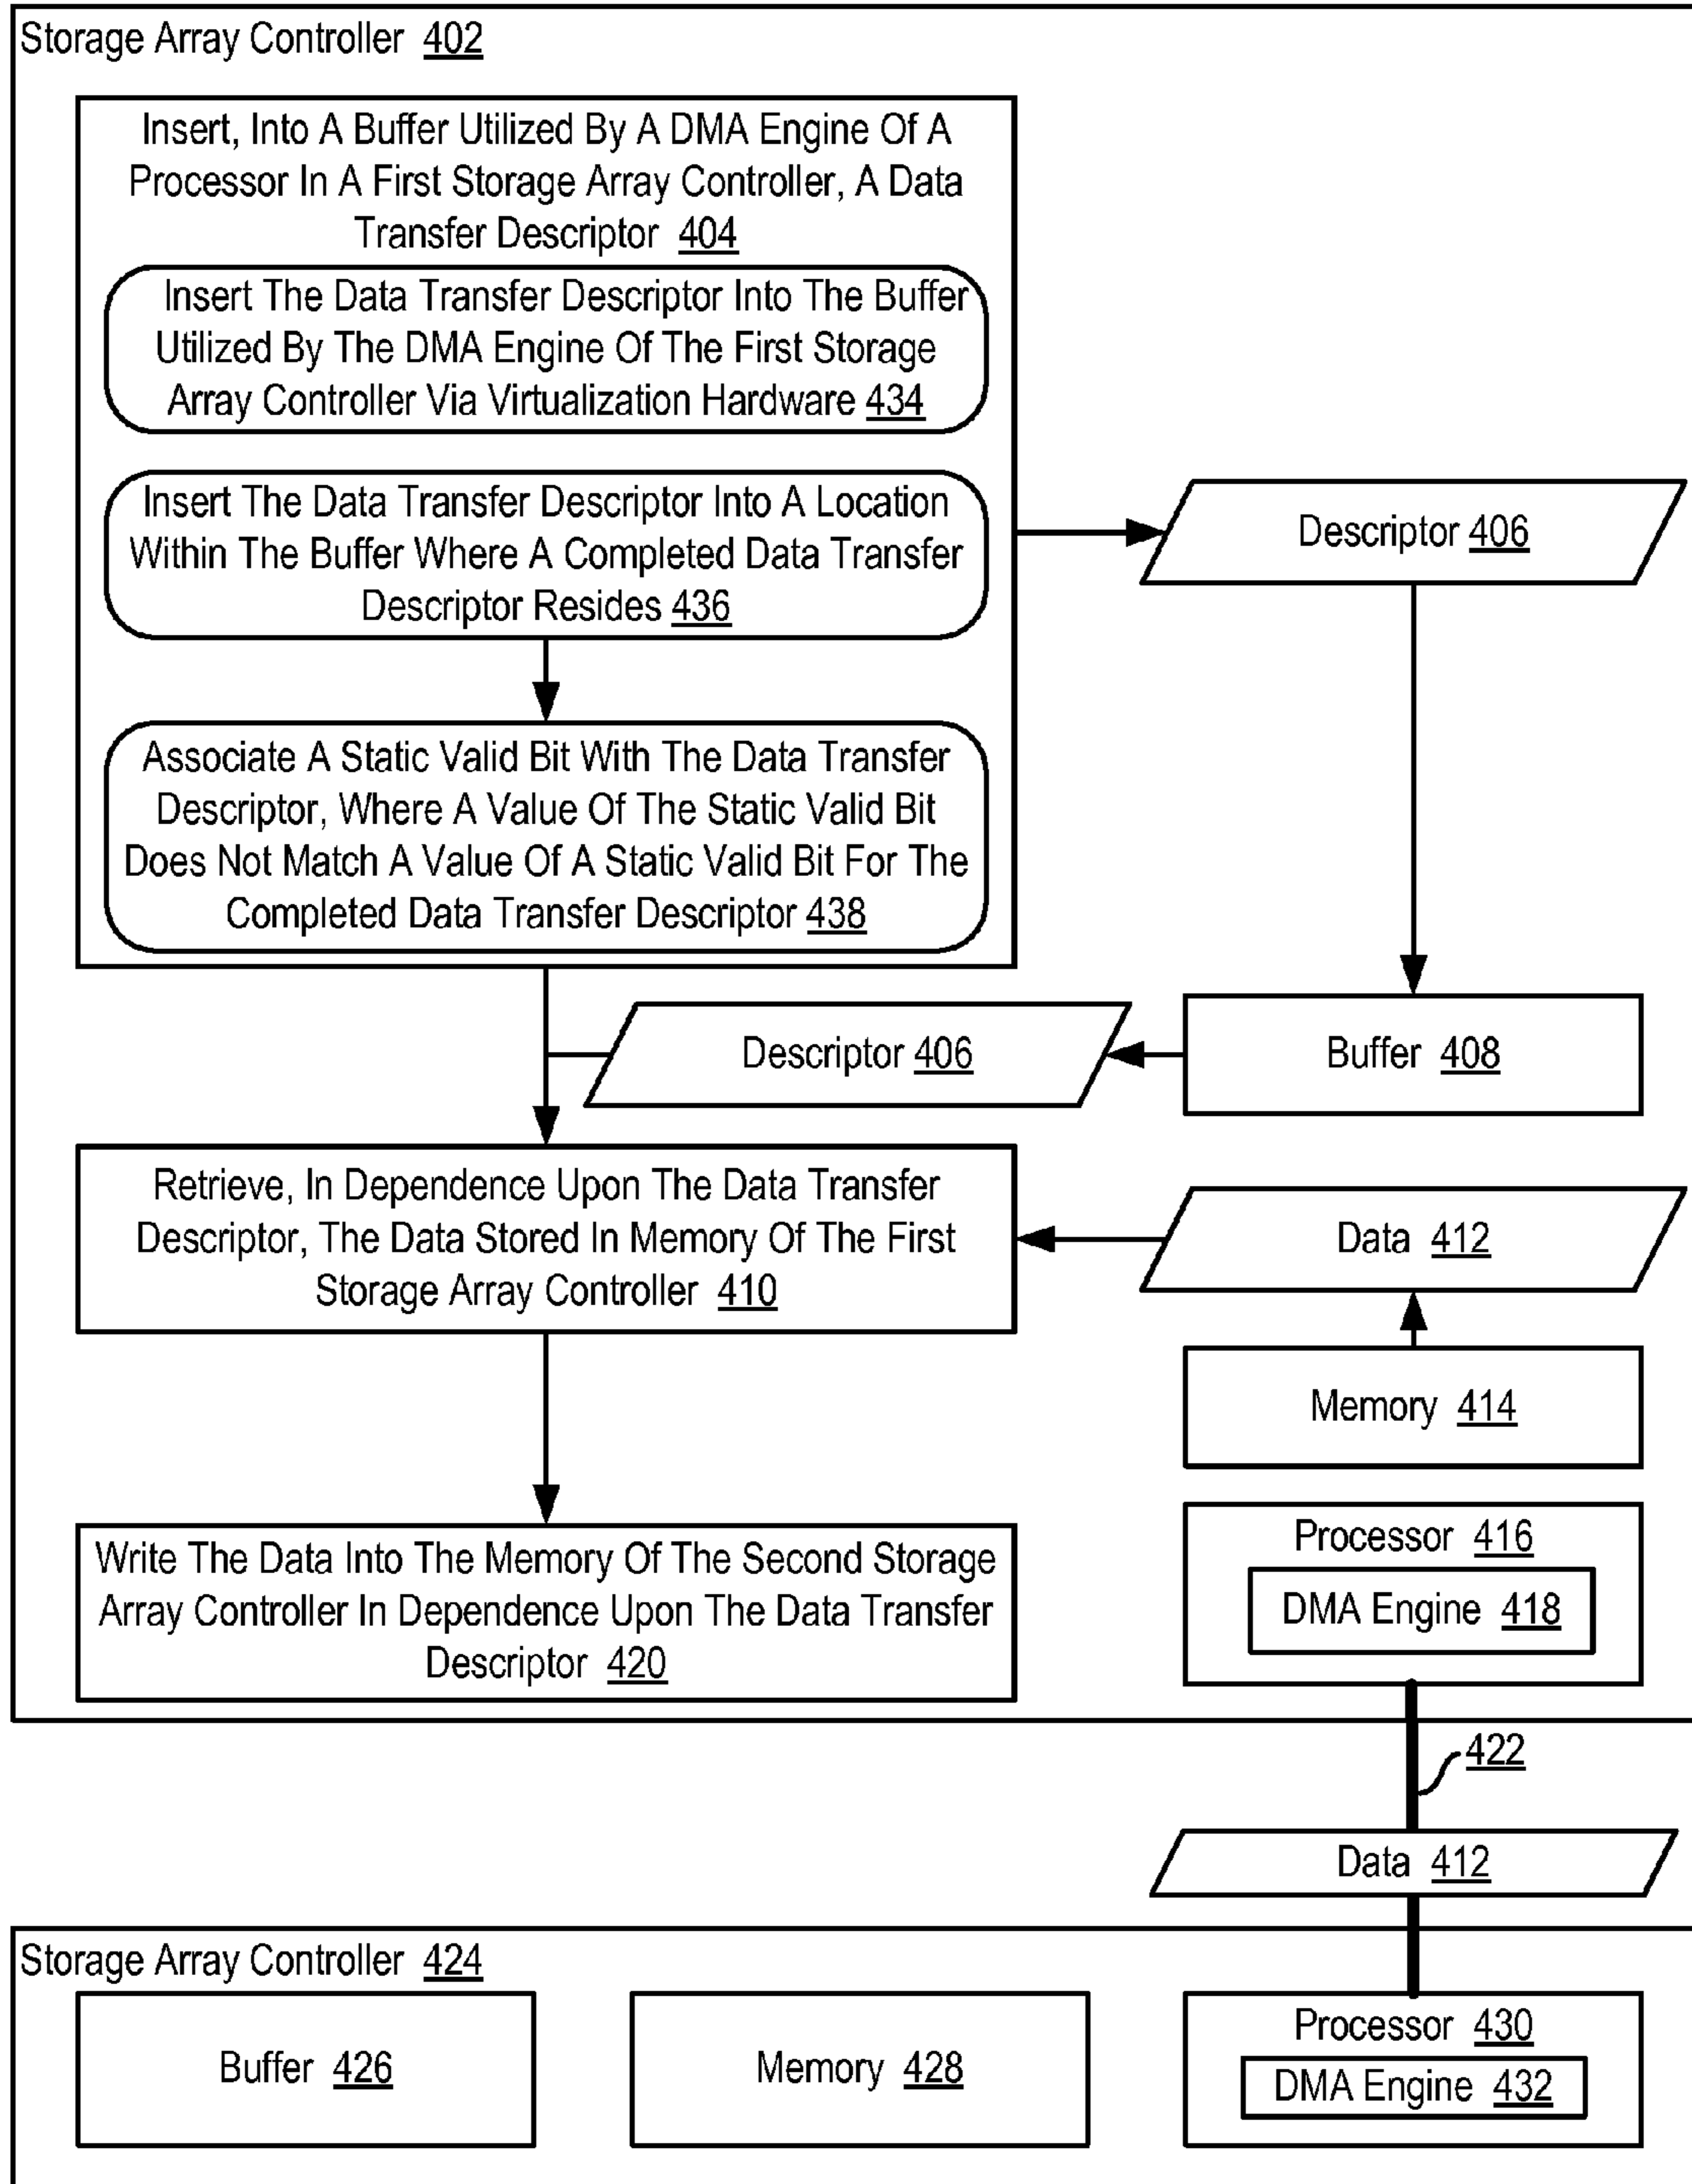 Storage Array Controller 402
Insert, Into A Buffer Utilized By A DMA Engine Of A
Processor In A First Storage Array Controller, A Data
Transfer Descriptor 404
Insert The Data Transfer Descriptor Into The Buffer
Utilized By The DMA Engine Of The First Storage
Array Controller Via Virtualization Hardware 434
Insert The Data Transfer Descriptor Into A Location
Within The Buffer Where A Completed Data Transfer
Descriptor Resides 436
Descriptor 406
Associate A Static Valid Bit With The Data Transfer
Descriptor, Where A Value Of The Static Valid Bit
Does Not Match A Value Of A Static Valid Bit For The
Completed Data Transfer Descriptor 438
Descriptor 406
Buffer 408
Retrieve, In Dependence Upon The Data Transfer
Descriptor, The Data Stored In Memory Of The First
Storage Array Controller 410
Data 412
Memory 414
Write The Data Into The Memory Of The Second Storage
Array Controller In Dependence Upon The Data Transfer
Descriptor 420
Processor 416
DMA Engine 418
422
Data 412
Storage Array Controller 424
Buffer 426
Memory 428
Processor 430
DMA Engine 432